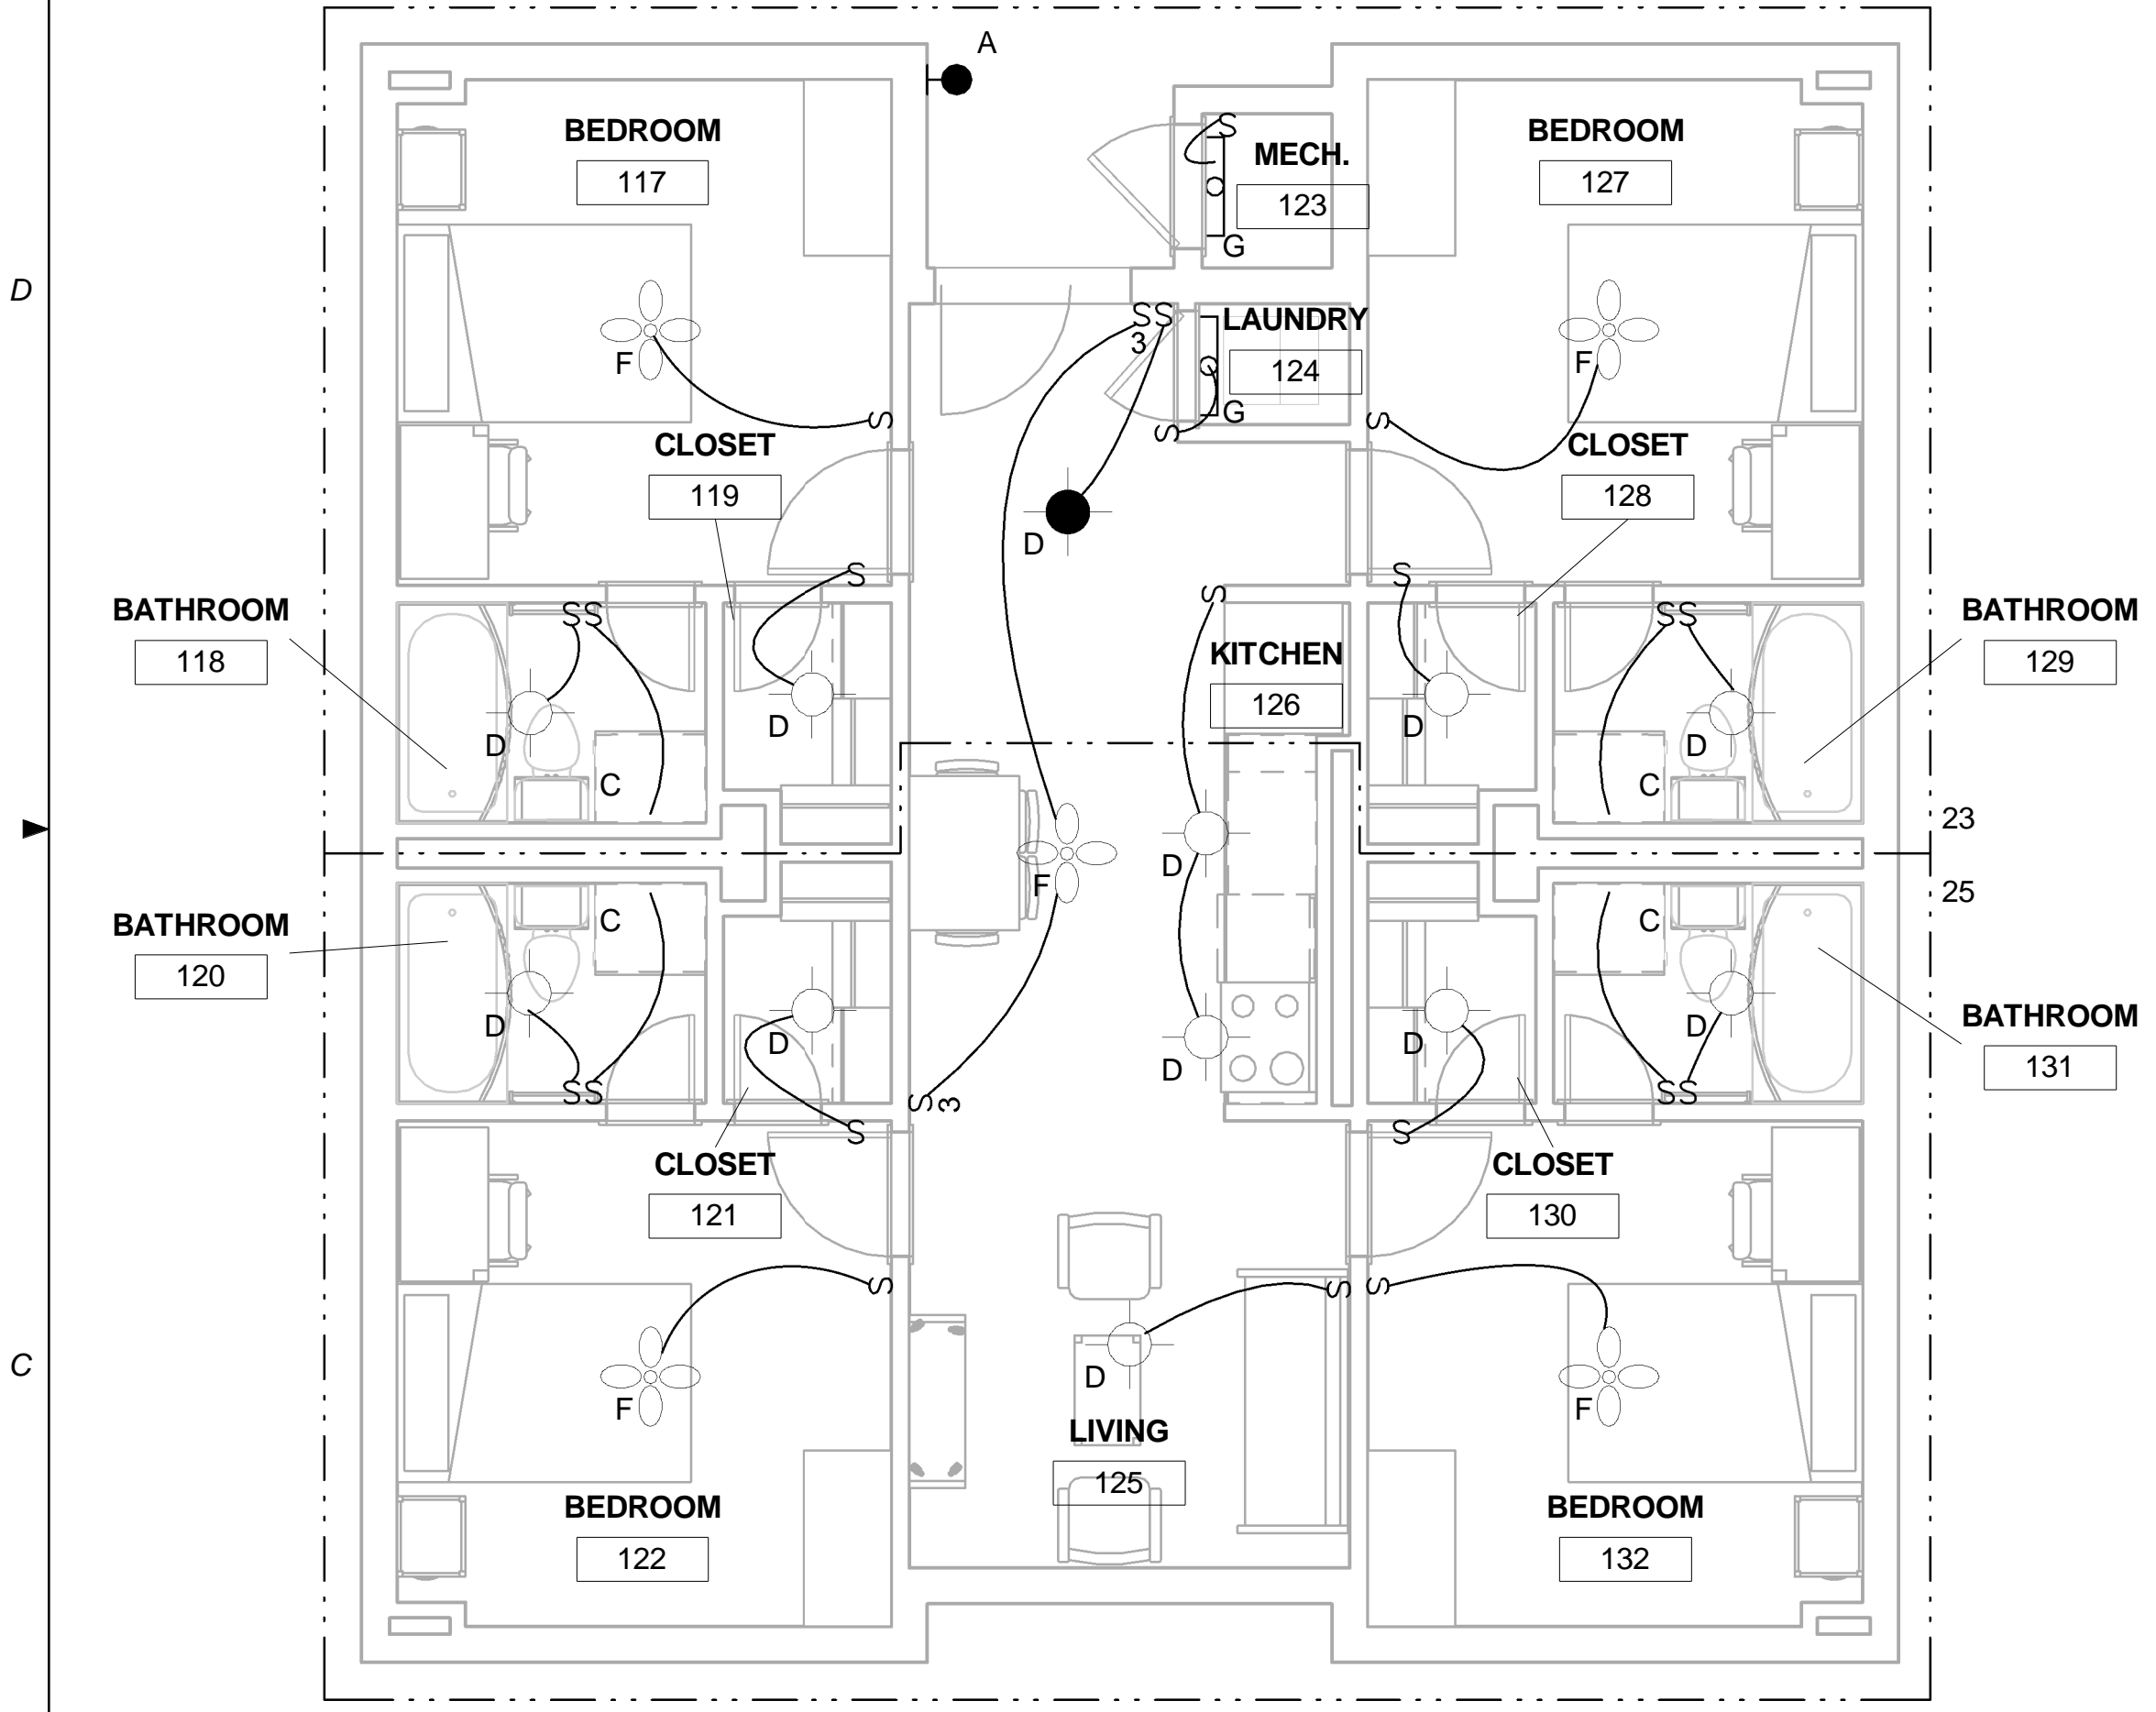 A
BEDROOM
117
S
MECH.
123
G
BEDROOM
127
D
SS
3
LAUNDRY
124
G
F
F
S
S
S
CLOSET
119
CLOSET
128
D
S
S
BATHROOM
118
SS
S
SS
BATHROOM
129
KITCHEN
126
D
D
D
D
C
C
23
D
F
25
BATHROOM
120
C
C
D
D
D
D
D
BATHROOM
131
SS
S3
SS
S
S
CLOSET
121
CLOSET
130
S
S
S
C
D
F
F
LIVING
125
BEDROOM
122
BEDROOM
132